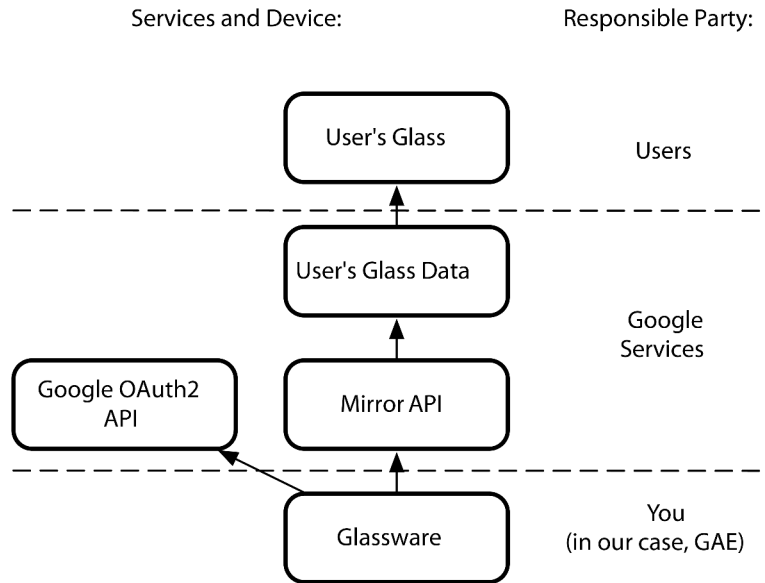 Services and Device:
Responsible Party:
User's Glass
Users
User's Glass Data
Google
Services
Google OAuth2
API
Mirror API
Glassware
You
(in our case, GAE)